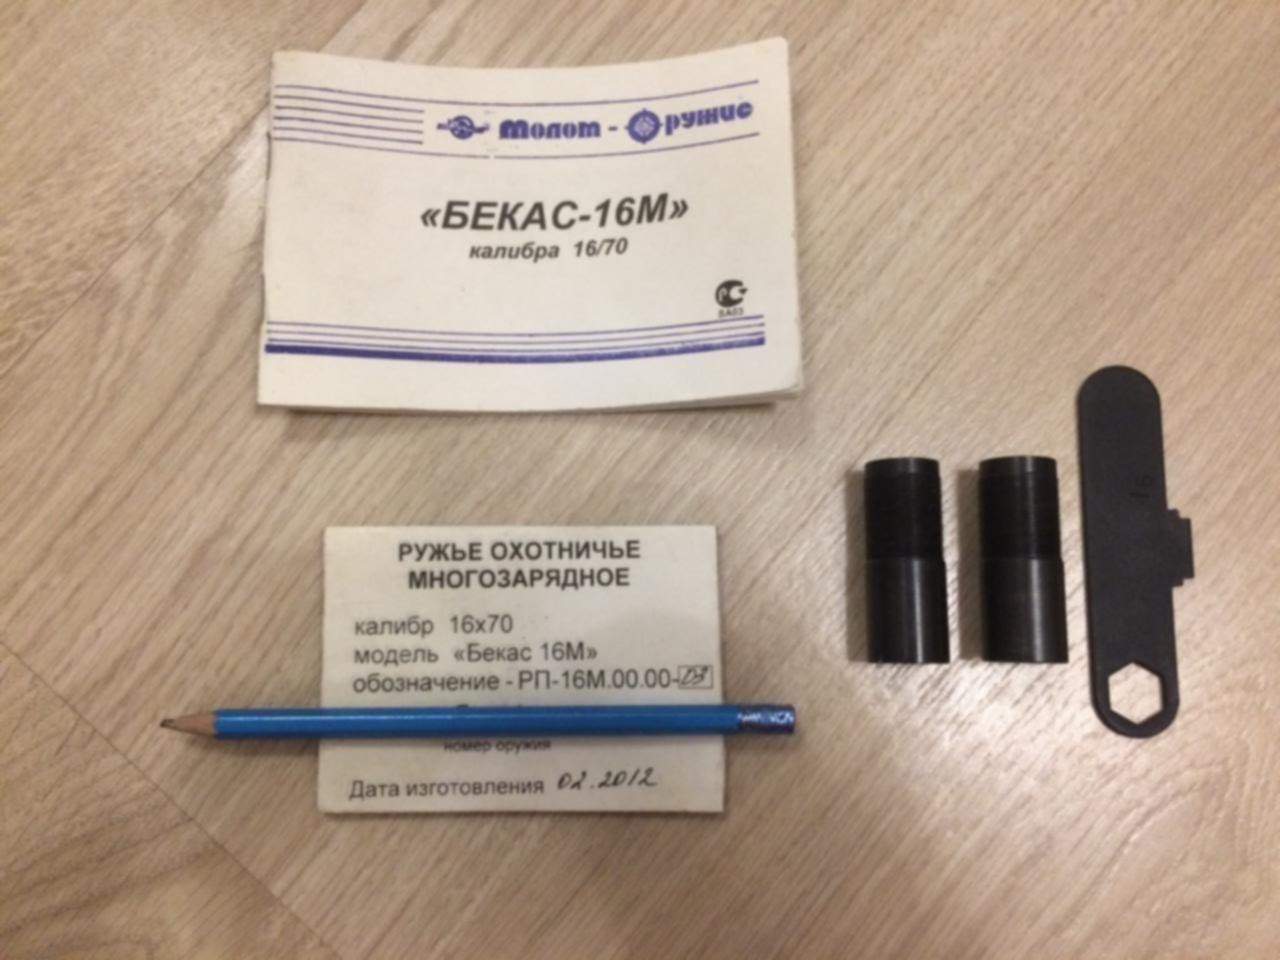 Молот - Оружие
«БЕКАС-16М»
калибра 16/70
РУЖЬЕ ОХОТНИЧЬЕ
МНОГОЗАРЯДНОЕ
калибр 16х70
модель «Бекас 16М»
обозначение - РП-16М.00.00-03
номер оружия
Дата изготовления 02.2012
16